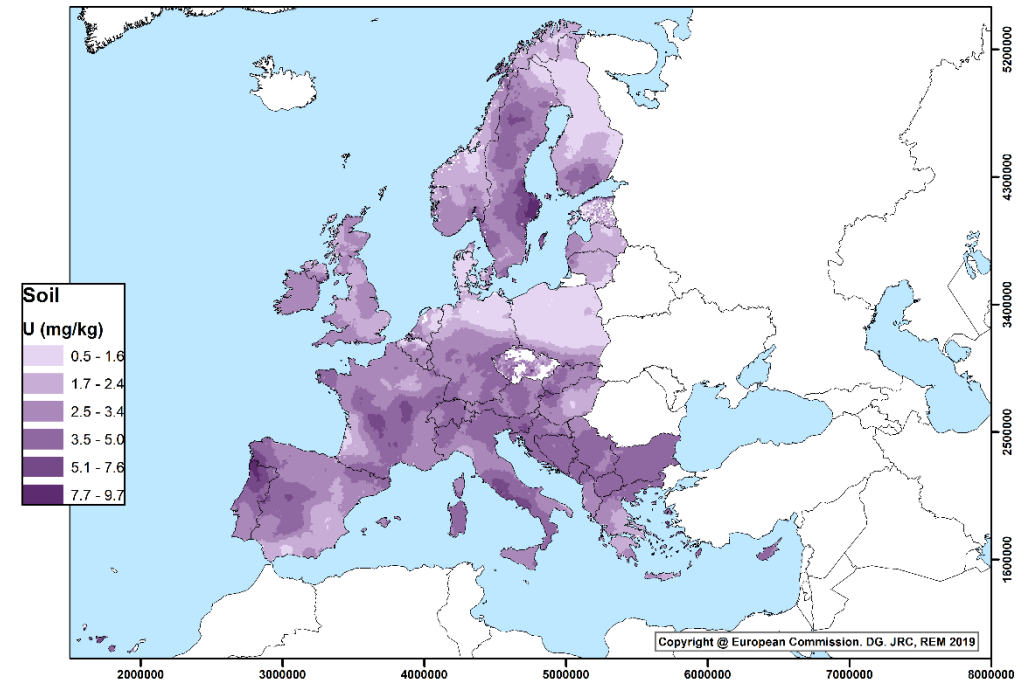 Soil
U (mg/kg)
0.5 - 1.6
1.7 - 2.4
2.5 - 3.4
3.5 - 5.0
5.1 - 7.6
7.7 - 9.7
5200000
4300000
3400000
2500000
1600000
Copyright @ European Commission. DG. JRC, REM 2019
2000000 3000000 4000000 5000000 6000000 7000000 8000000